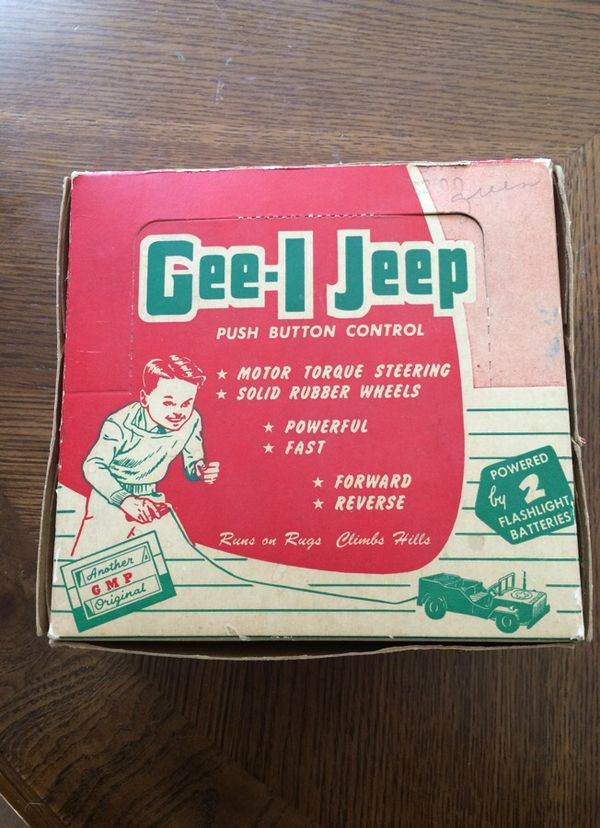 Gee-I Jeep
PUSH BUTTON CONTROL
★ MOTOR TORQUE STEERING
★ SOLID RUBBER WHEELS
★ POWERFUL
★ FAST
★ FORWARD
★ REVERSE
Runs on Rugs Climbs Hills
POWERED
by 2
FLASHLIGHT
BATTERIES
Another
GMP
Original